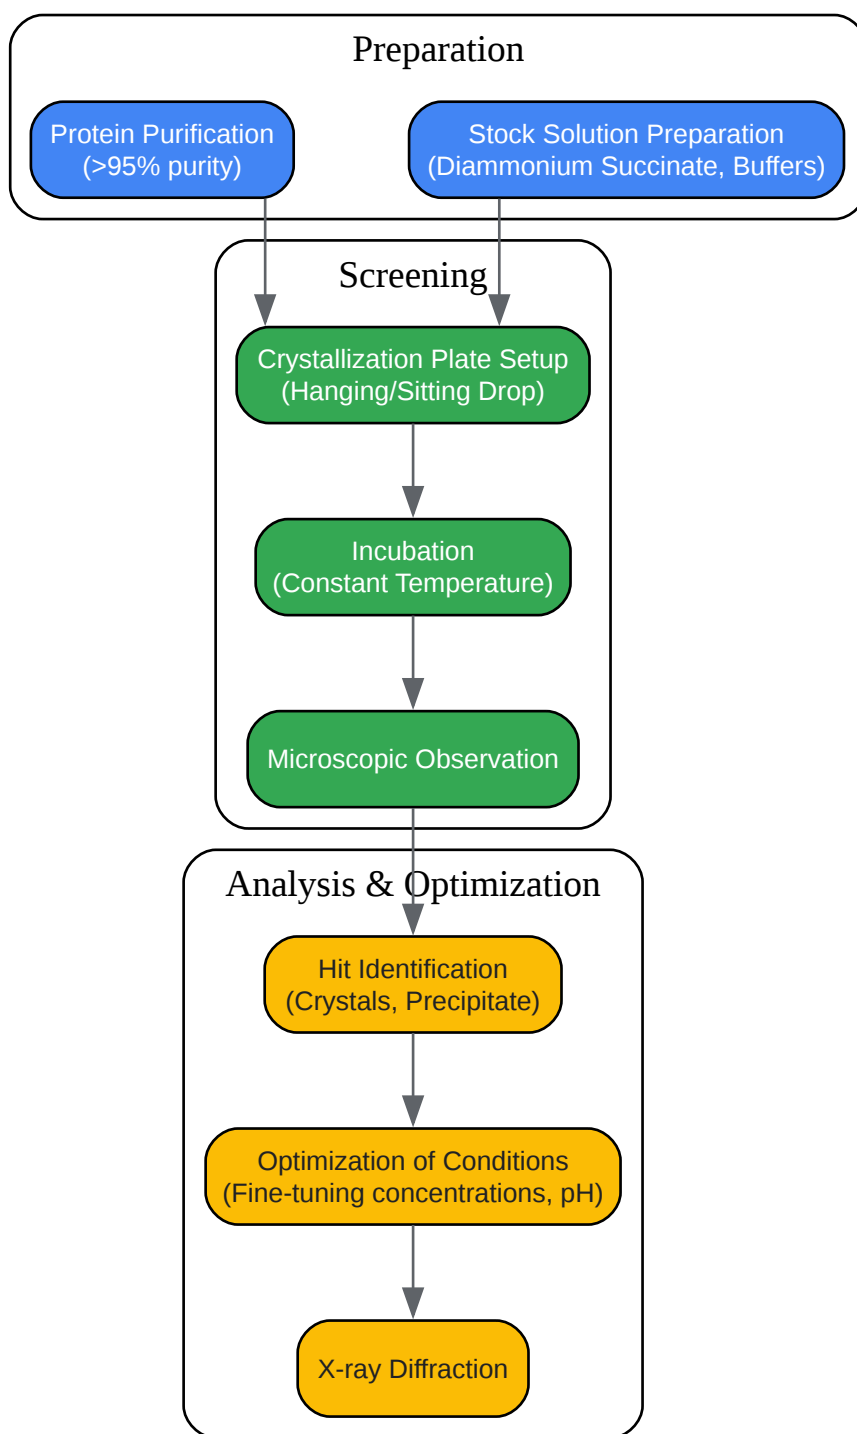 Preparation
Protein Purification
(>95% purity)
Stock Solution Preparation
(Diammonium Succinate, Buffers)
Screening
Crystallization Plate Setup
(Hanging/Sitting Drop)
Incubation
(Constant Temperature)
Microscopic Observation
Analysis & Optimization
Hit Identification
(Crystals, Precipitate)
Optimization of Conditions
(Fine-tuning concentrations, pH)
X-ray Diffraction